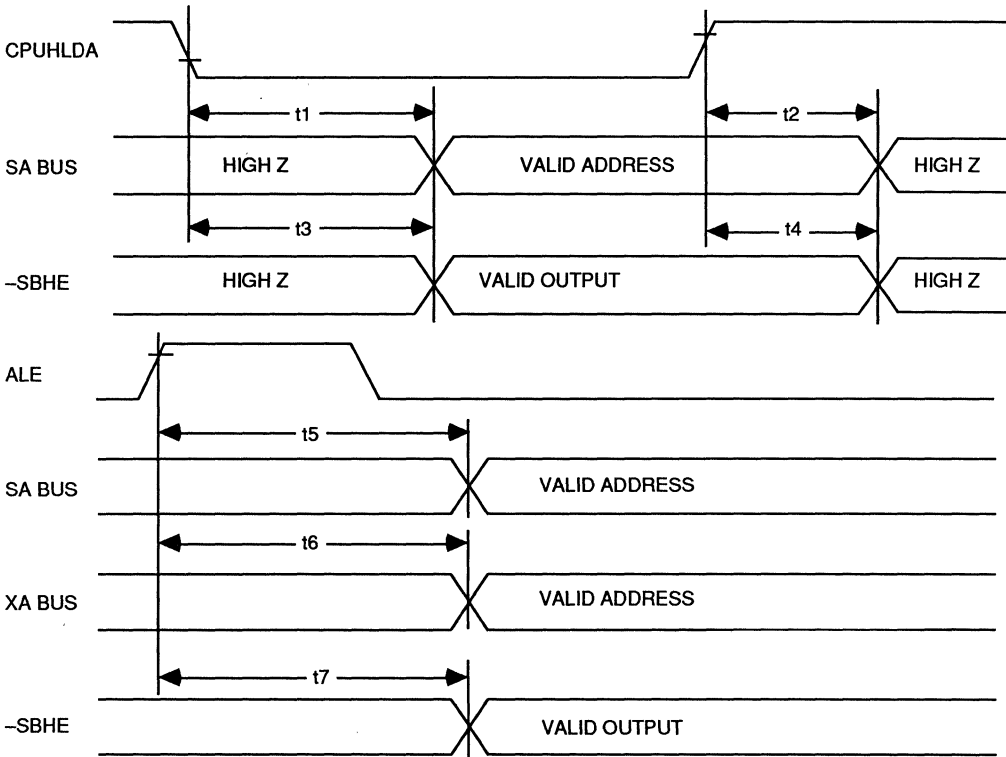 CPUHLDA
t1
t2
SA BUS
HIGH Z
VALID ADDRESS
HIGH Z
t3
t4
–SBHE
HIGH Z
VALID OUTPUT
HIGH Z
ALE
t5
SA BUS
VALID ADDRESS
t6
XA BUS
VALID ADDRESS
t7
–SBHE
VALID OUTPUT